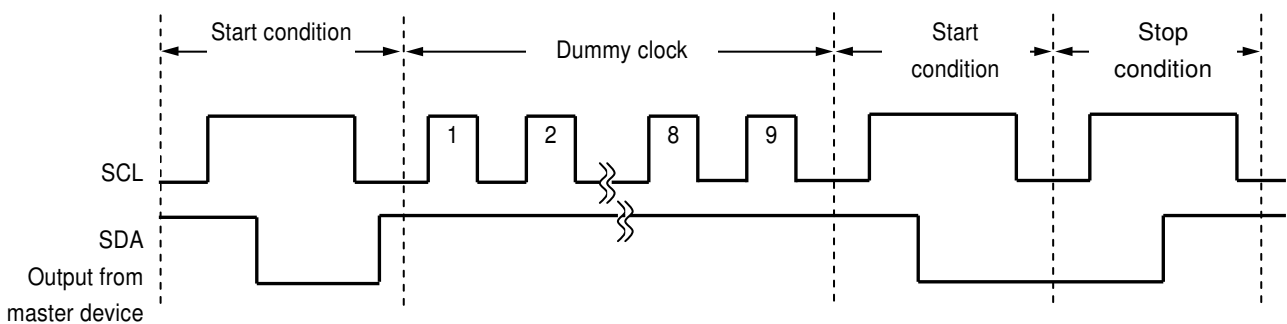 Start condition
Dummy clock
Start
condition
Stop
condition
1 2 8 9
SCL
SDA
Output from
master device